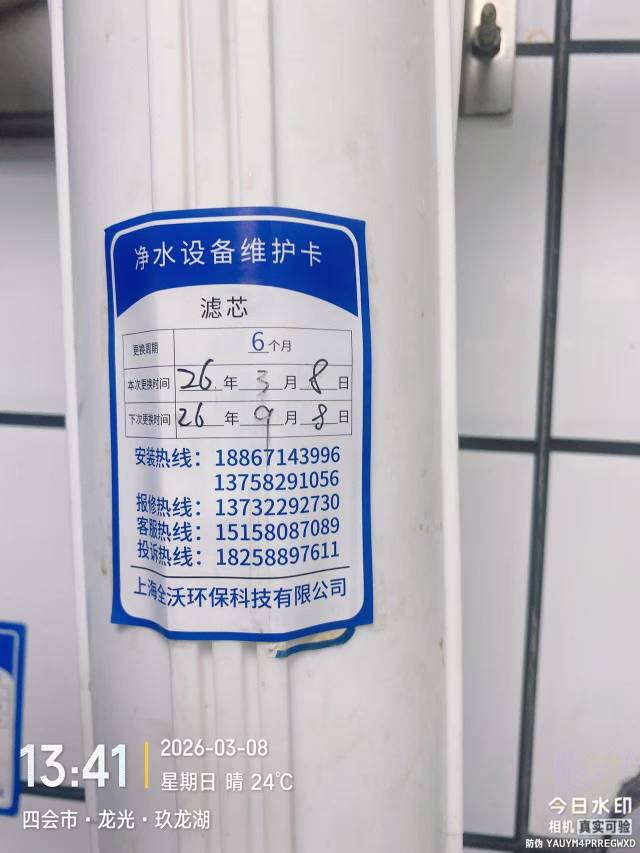 净水设备维护卡
滤芯
更换周期 6个月
本次更换时间 26年3月8日
下次更换时间 26年9月8日
安装热线：18867143996
13758291056
报修热线：13732292730
客服热线：15158087089
投诉热线：18258897611
上海全沃环保科技有限公司
13:41
2026-03-08
星期日 晴 24℃
四会市·龙光·玖龙湖
今日水印
相机 真实可验
防伪 YAUYM4PRREGWXD